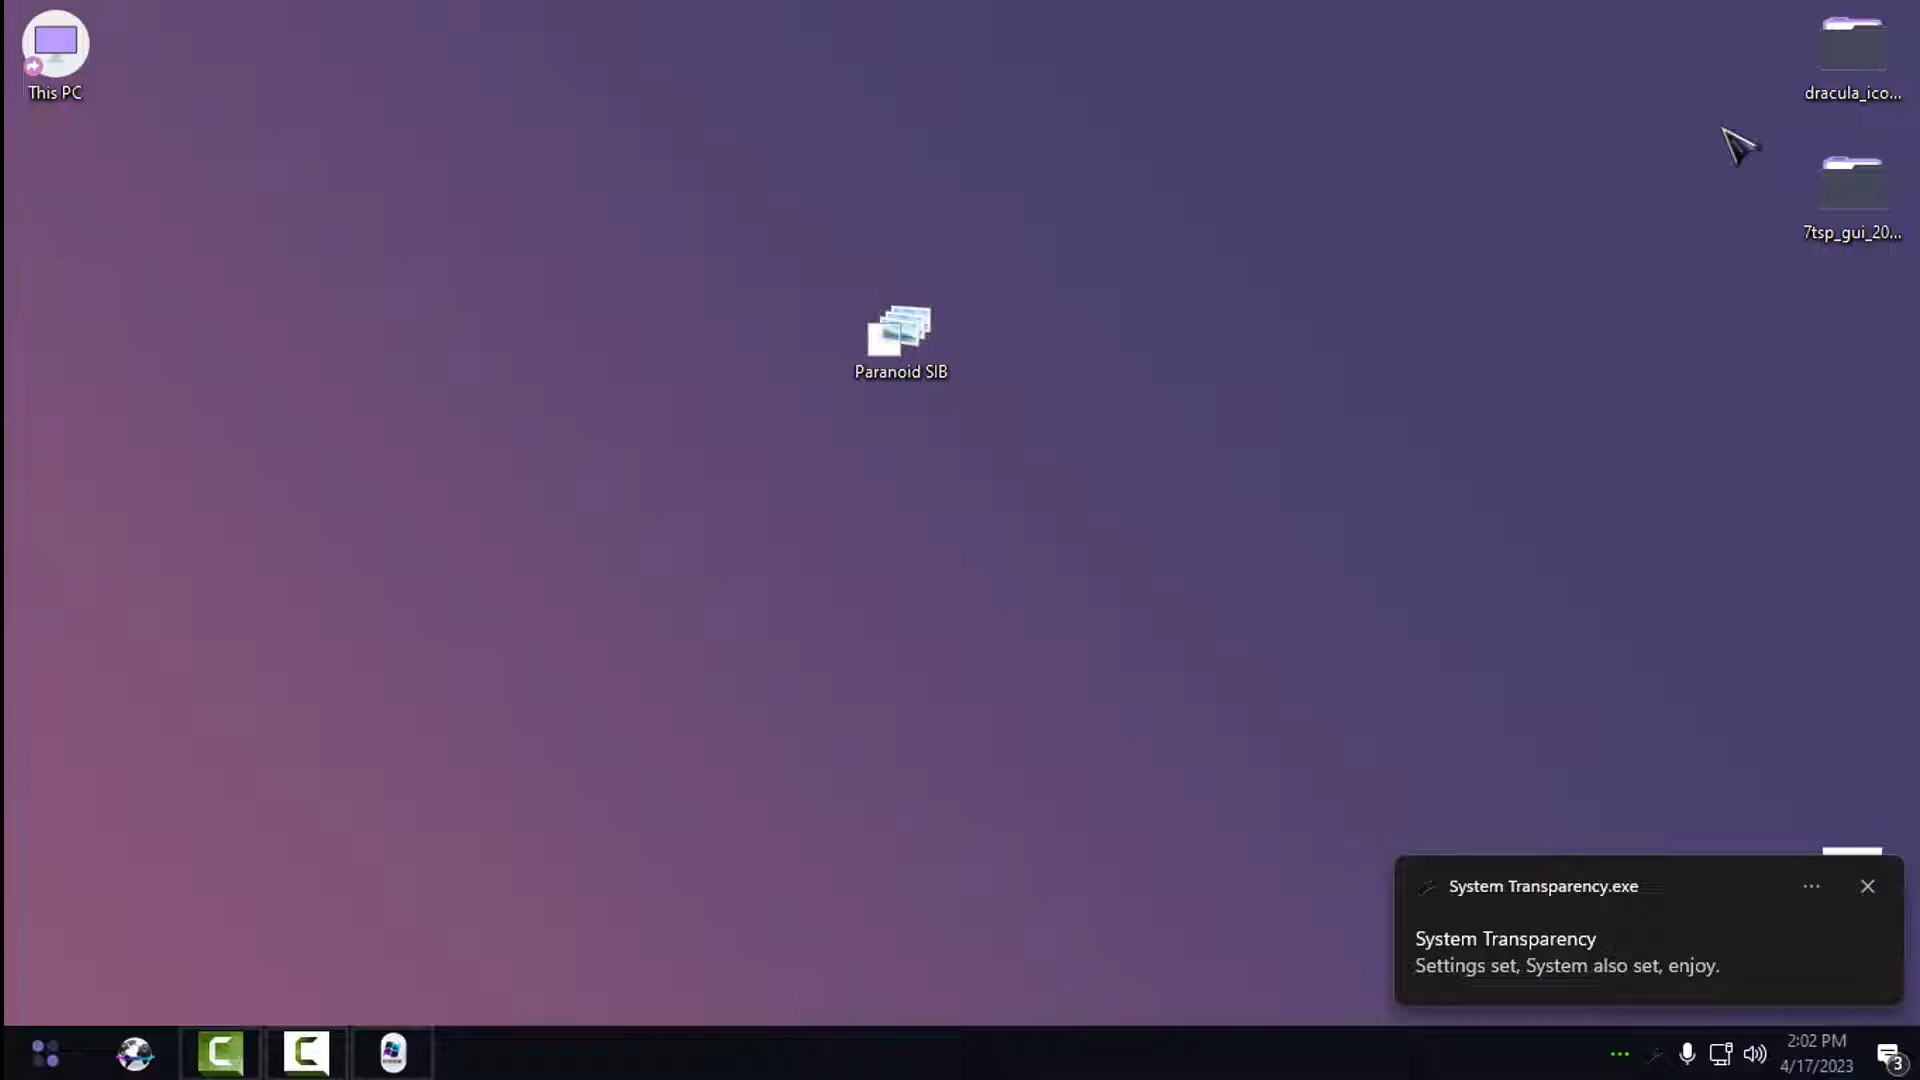 This PC
dracula_ico...
7tsp_gui_20...
Paranoid SIB
System Transparency.exe
System Transparency
Settings set, System also set, enjoy.
2:02 PM
4/17/2023
3